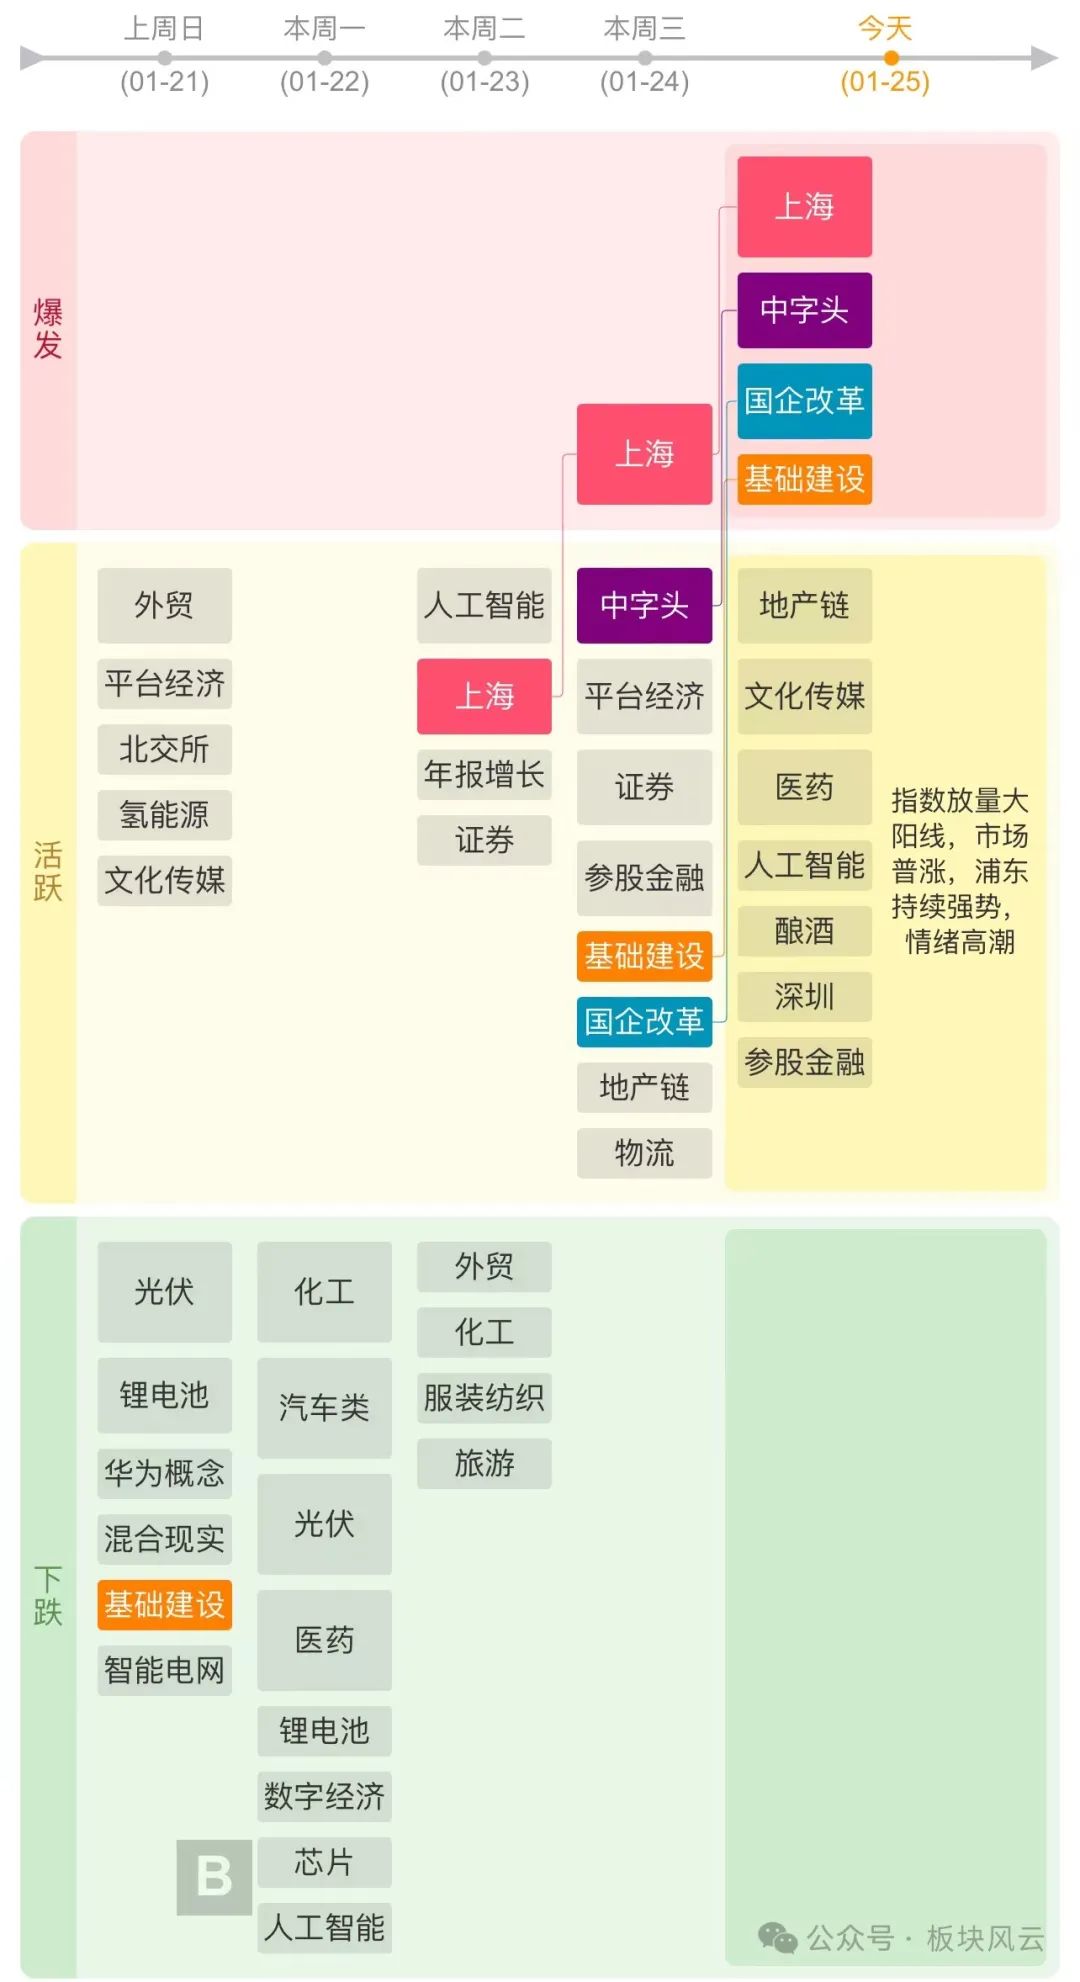 上周日
本周一
本周二
本周三
今天
(01-21)
(01-22)
(01-23)
(01-24)
(01-25)
爆发
上海
上海
中字头
国企改革
基础建设
活跃
外贸
平台经济
北交所
氢能源
文化传媒
人工智能
上海
年报增长
证券
中字头
平台经济
证券
参股金融
基础建设
国企改革
地产链
物流
地产链
文化传媒
医药
人工智能
酿酒
深圳
参股金融
指数放量大
阳线，市场
普涨，浦东
持续强势，
情绪高潮
下跌
光伏
锂电池
华为概念
混合现实
基础建设
智能电网
化工
汽车类
光伏
医药
锂电池
数字经济
芯片
人工智能
外贸
化工
服装纺织
旅游
B
公众号 · 板块风云